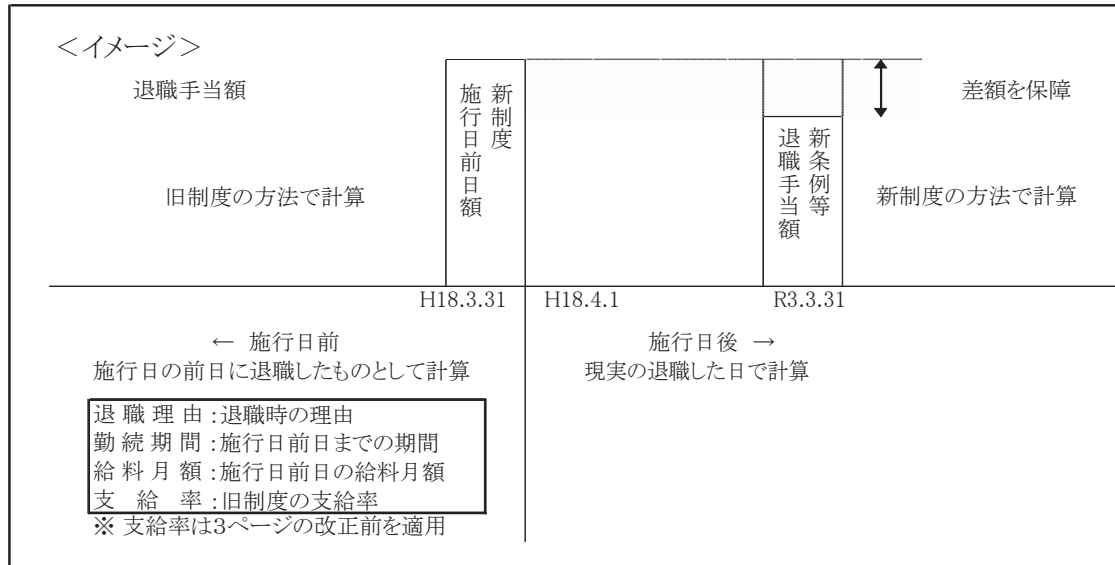 ＜イメージ＞
退職手当額
新制度
施行日前日額
差額を保障
旧制度の方法で計算
新条例等
退職手当額
新制度の方法で計算
H18.3.31
H18.4.1
R3.3.31
← 施行日前
施行日の前日に退職したものとして計算
施行日後 →
現実の退職した日で計算
退職理由:退職時の理由
勤続期間:施行日前日までの期間
給料月額:施行日前日の給料月額
支給率:旧制度の支給率
※ 支給率は3ページの改正前を適用